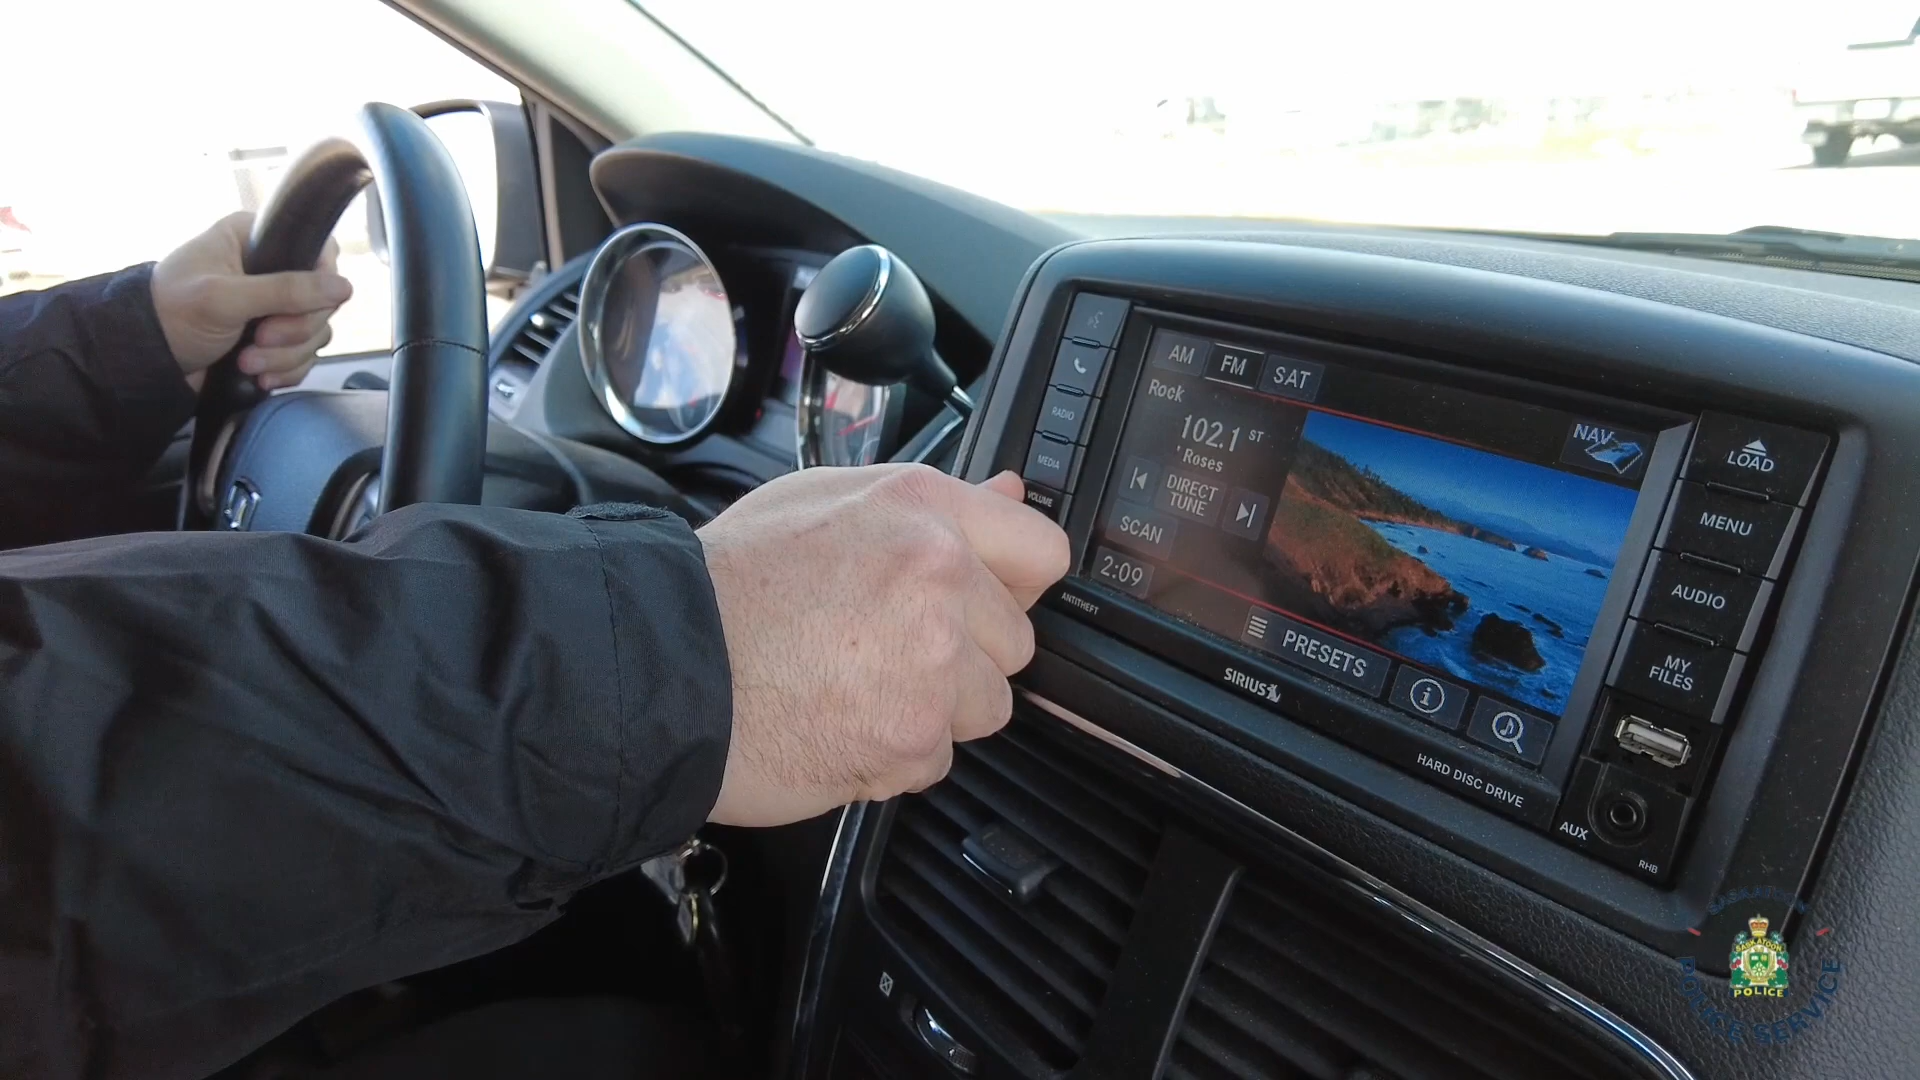 AM FM SAT
Rock
102.1 ST
' Roses
DIRECT
TUNE
SCAN
2:09
PRESETS
NAV
RADIO
MEDIA
VOLUME
ANTITHEFT
SIRIUS
HARD DISC DRIVE
LOAD
MENU
AUDIO
MY
FILES
AUX
RHB
SASKATOON
POLICE
POLICE SERVICE